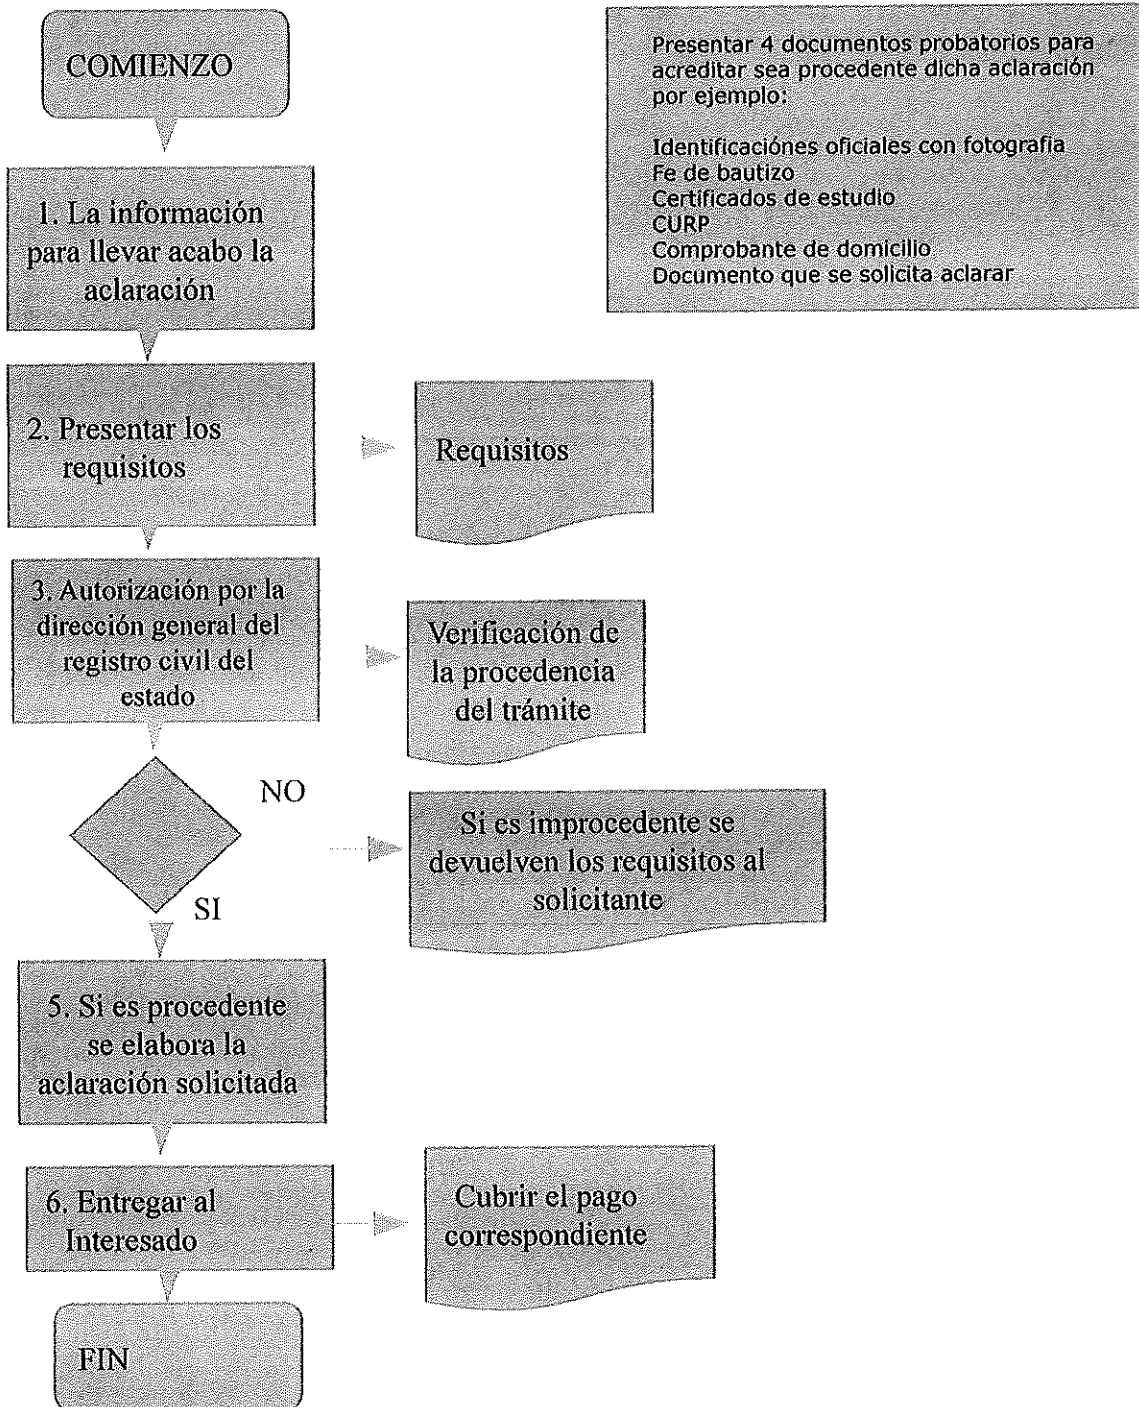 COMIENZO
Presentar 4 documentos probatorios para
acreditar sea procedente dicha aclaración
por ejemplo:
Identificaciónes oficiales con fotografia
Fe de bautizo
Certificados de estudio
CURP
Comprobante de domicilio
Documento que se solicita aclarar
1. La información
para llevar acabo la
aclaración
2. Presentar los
requisitos
Requisitos
3. Autorización por la
dirección general del
registro civil del
estado
Verificación de
la procedencia
del trámite
NO
Si es improcedente se
devuelven los requisitos al
solicitante
SI
5. Si es procedente
se elabora la
aclaración solicitada
6. Entregar al
Interesado
Cubrir el pago
correspondiente
FIN